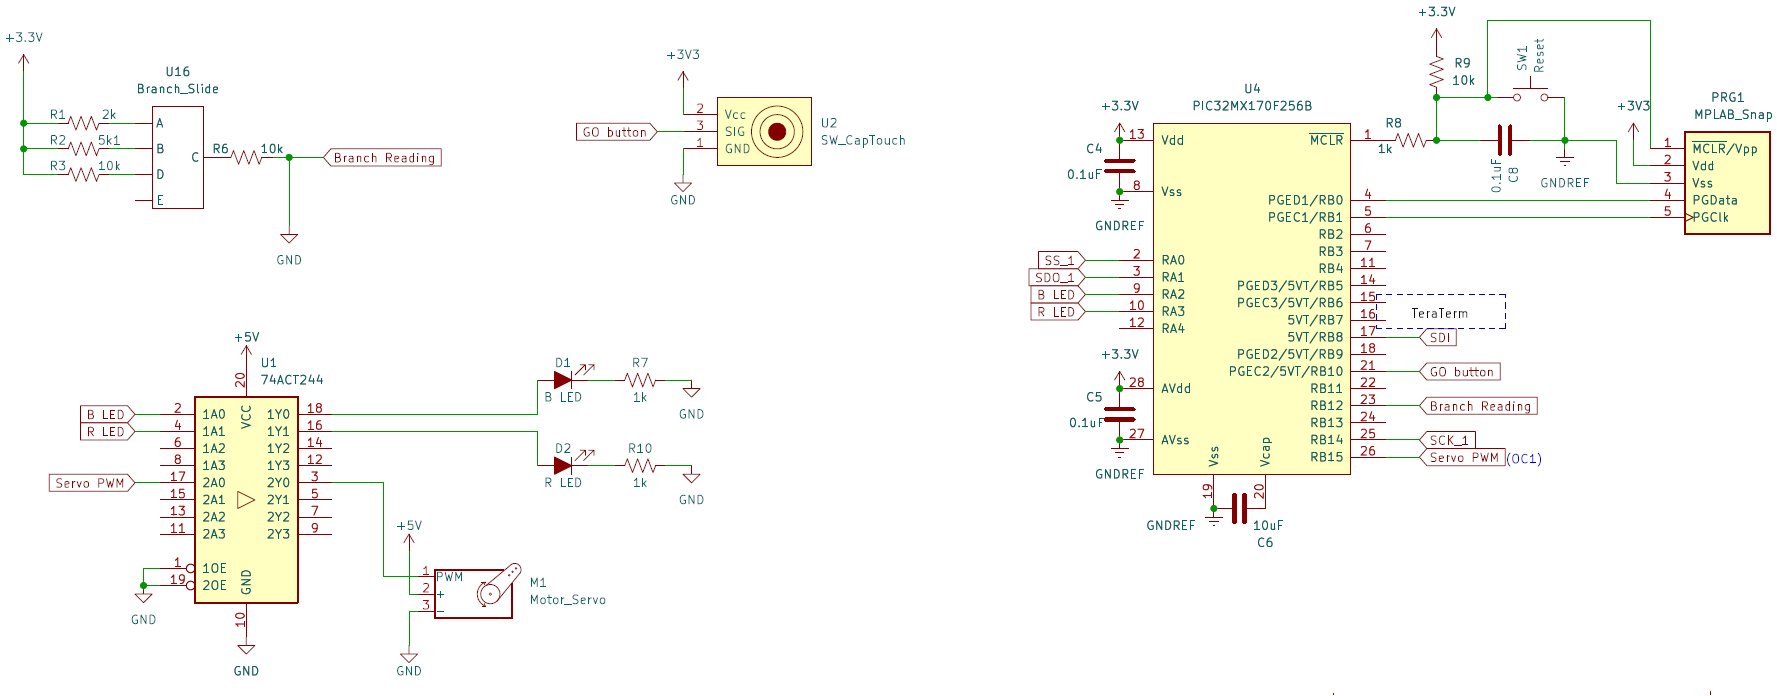 +3.3V
U16
Branch_Slide
R1 2k
A
R2 5k1
B
R3 10k
D
E
C
R6 10k
Branch Reading
GND
+3V3
GO button
2 Vcc
3 SIG
1 GND
U2
SW_CapTouch
GND
+5V
U1
74ACT244
20
VCC
B LED 2 1A0 1Y0 18
R LED 4 1A1 1Y1 16
6 1A2 1Y2 14
8 1A3 1Y3 12
Servo PWM 17 2A0 2Y0 3
15 2A1 2Y1 5
13 2A2 2Y2 7
11 2A3 2Y3 9
1 1OE
19 2OE
GND
10
GND
GND
D1
B LED
R7
1k
GND
D2
R LED
R10
1k
GND
+5V
1 PWM
2 +
3 −
M1
Motor_Servo
GND
U4
PIC32MX170F256B
+3.3V
13 Vdd
C4
0.1uF
8 Vss
GNDREF
SS_1 2 RA0
SDO_1 3 RA1
B LED 9 RA2
R LED 10 RA3
12 RA4
+3.3V
28 AVdd
C5
0.1uF
27 AVss
GNDREF
Vss
19
Vcap
20
GNDREF
10uF
C6
MCLR 1
PGED1/RB0 4
PGEC1/RB1 5
RB2 6
RB3 7
RB4 11
PGED3/5VT/RB5 14
PGEC3/5VT/RB6 15
5VT/RB7 16
TeraTerm
5VT/RB8 17 SDI
PGED2/5VT/RB9 18
PGEC2/5VT/RB10 21 GO button
RB11 22
RB12 23 Branch Reading
RB13 24
RB14 25 SCK_1
RB15 26 Servo PWM (OC1)
+3.3V
R9
10k
R8
1k
SW1
Reset
0.1uF
C8
GNDREF
+3V3
PRG1
MPLAB_Snap
1 MCLR/Vpp
2 Vdd
3 Vss
4 PGData
5 PGClk